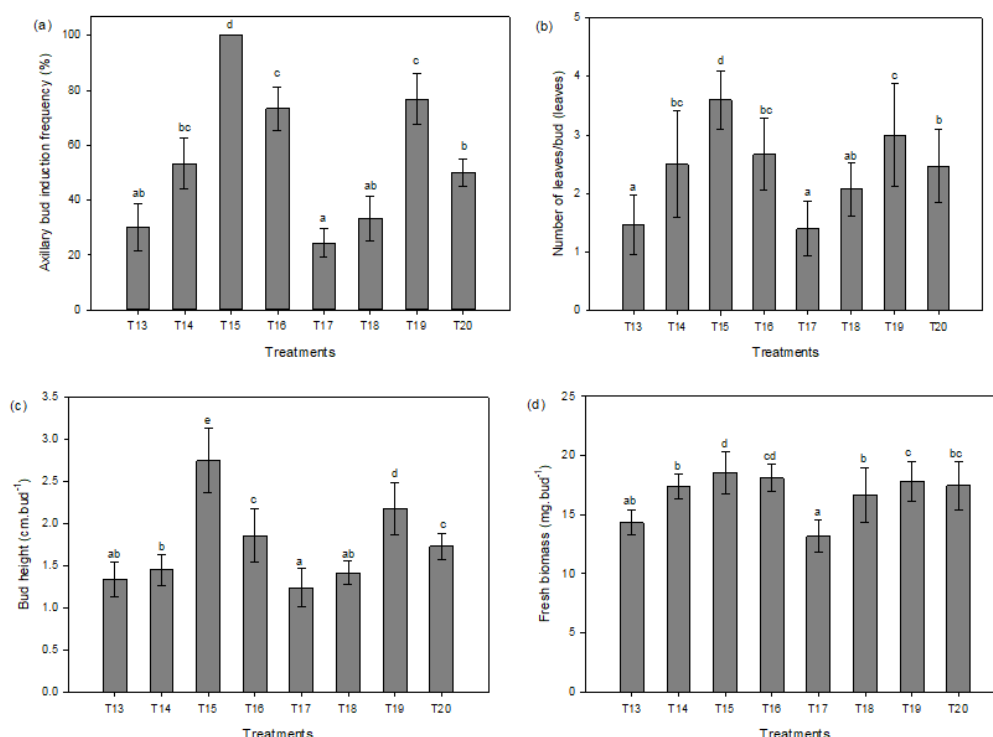 (a)
Axillary bud induction frequency (%)
100
80
60
40
20
0
ab
bc
d
c
a
ab
c
b
T13 T14 T15 T16 T17 T18 T19 T20
Treatments
(b)
Number of leaves/bud (leaves)
5
4
3
2
1
0
a
bc
d
bc
a
ab
c
b
T13 T14 T15 T16 T17 T18 T19 T20
Treatments
(c)
Bud height (cm.bud⁻¹)
3.5
3.0
2.5
2.0
1.5
1.0
0.5
0.0
ab
b
e
c
a
ab
d
c
T13 T14 T15 T16 T17 T18 T19 T20
Treatments
(d)
Fresh biomass (mg.bud⁻¹)
25
20
15
10
5
0
ab
b
d
cd
a
b
c
bc
T13 T14 T15 T16 T17 T18 T19 T20
Treatments